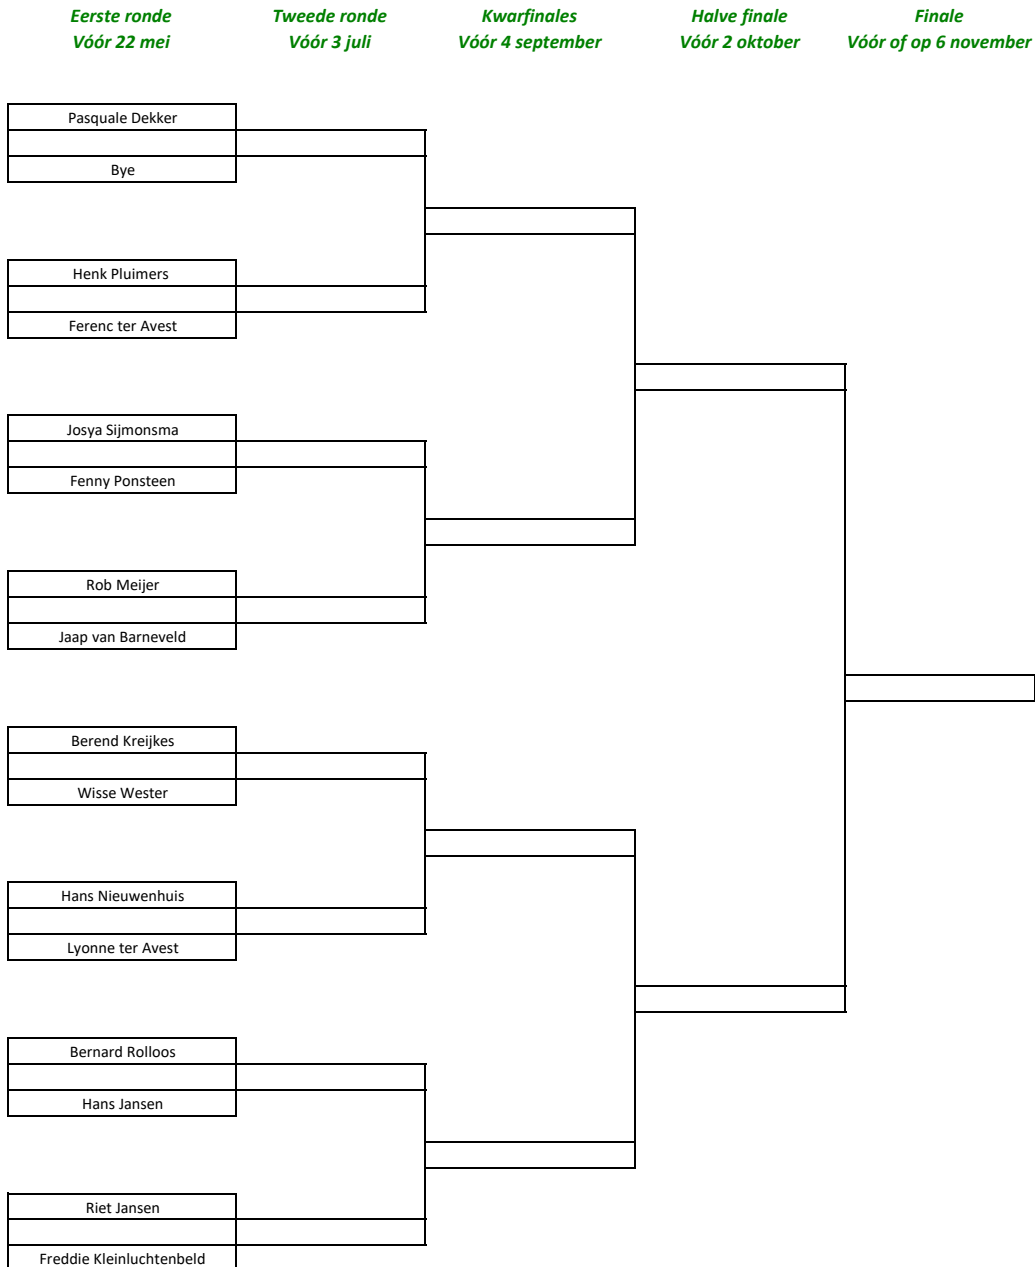 Eerste ronde Tweede ronde Kwarfinales Halve finale Finale
Vóór 22 mei Vóór 3 juli Vóór 4 september Vóór 2 oktober Vóór of op 6 november
Pasquale Dekker
Bye
Henk Pluimers
Ferenc ter Avest
Josya Sijmonsma
Fenny Ponsteen
Rob Meijer
Jaap van Barneveld
Berend Kreijkes
Wisse Wester
Hans Nieuwenhuis
Lyonne ter Avest
Bernard Rolloos
Hans Jansen
Riet Jansen
Freddie Kleinluchtenbeld